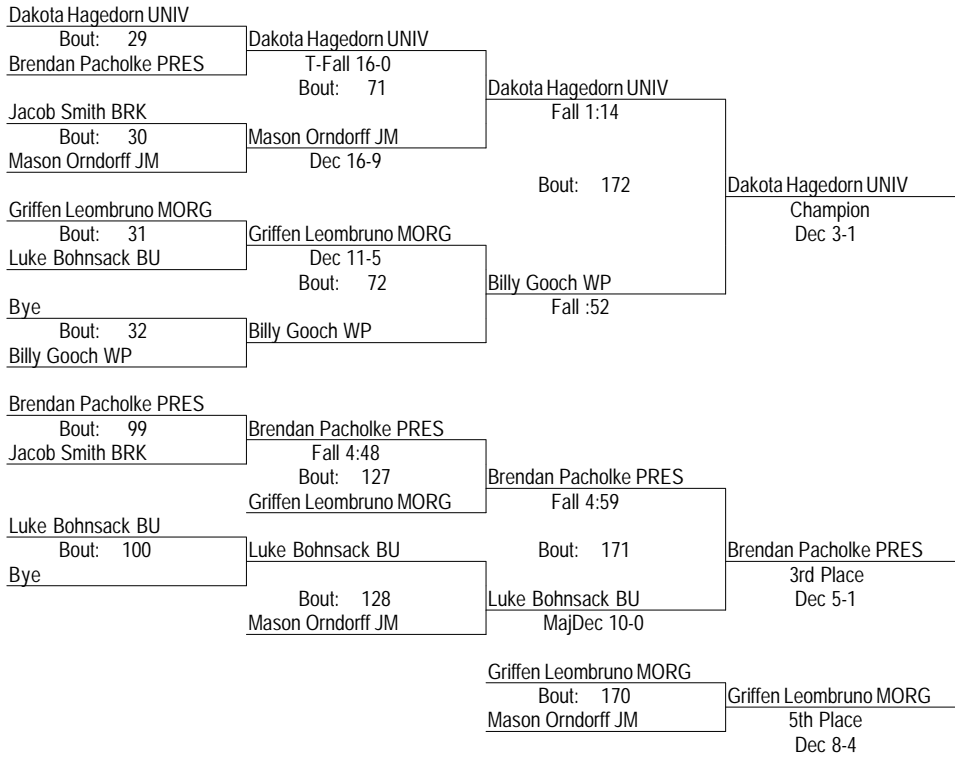 Dakota Hagedorn UNIV
Bout: 29
Dakota Hagedorn UNIV
Brendan Pacholke PRES
T-Fall 16-0
Bout: 71
Dakota Hagedorn UNIV
Jacob Smith BRK
Fall 1:14
Bout: 30
Mason Orndorff JM
Mason Orndorff JM
Dec 16-9
Bout: 172
Dakota Hagedorn UNIV
Griffen Leombruno MORG
Champion
Bout: 31
Griffen Leombruno MORG
Dec 3-1
Luke Bohnsack BU
Dec 11-5
Bout: 72
Billy Gooch WP
Bye
Fall :52
Bout: 32
Billy Gooch WP
Billy Gooch WP
Brendan Pacholke PRES
Bout: 99
Brendan Pacholke PRES
Jacob Smith BRK
Fall 4:48
Bout: 127
Brendan Pacholke PRES
Griffen Leombruno MORG
Fall 4:59
Luke Bohnsack BU
Bout: 100
Luke Bohnsack BU
Bout: 171
Brendan Pacholke PRES
Bye
3rd Place
Bout: 128
Luke Bohnsack BU
Dec 5-1
Mason Orndorff JM
MajDec 10-0
Griffen Leombruno MORG
Bout: 170
Griffen Leombruno MORG
Mason Orndorff JM
5th Place
Dec 8-4